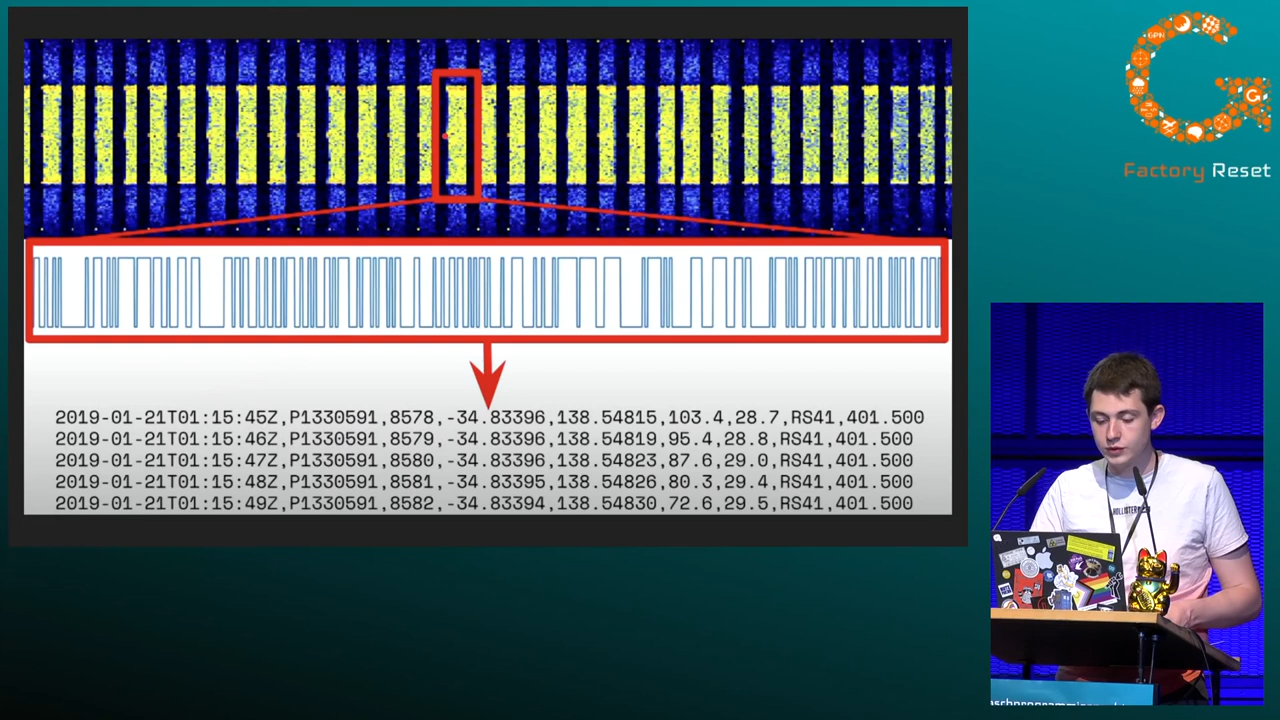 2019-01-21T01:15:45Z,P1330591,8578,-34.83396,138.54815,103.4,28.7,RS41,401.500
2019-01-21T01:15:46Z,P1330591,8579,-34.83396,138.54819,95.4,28.8,RS41,401.500
2019-01-21T01:15:47Z,P1330591,8580,-34.83396,138.54823,87.6,29.0,RS41,401.500
2019-01-21T01:15:48Z,P1330591,8581,-34.83395,138.54826,80.3,29.4,RS41,401.500
2019-01-21T01:15:49Z,P1330591,8582,-34.83394,138.54830,72.6,29.5,RS41,401.500
GPN
G
Factory Reset